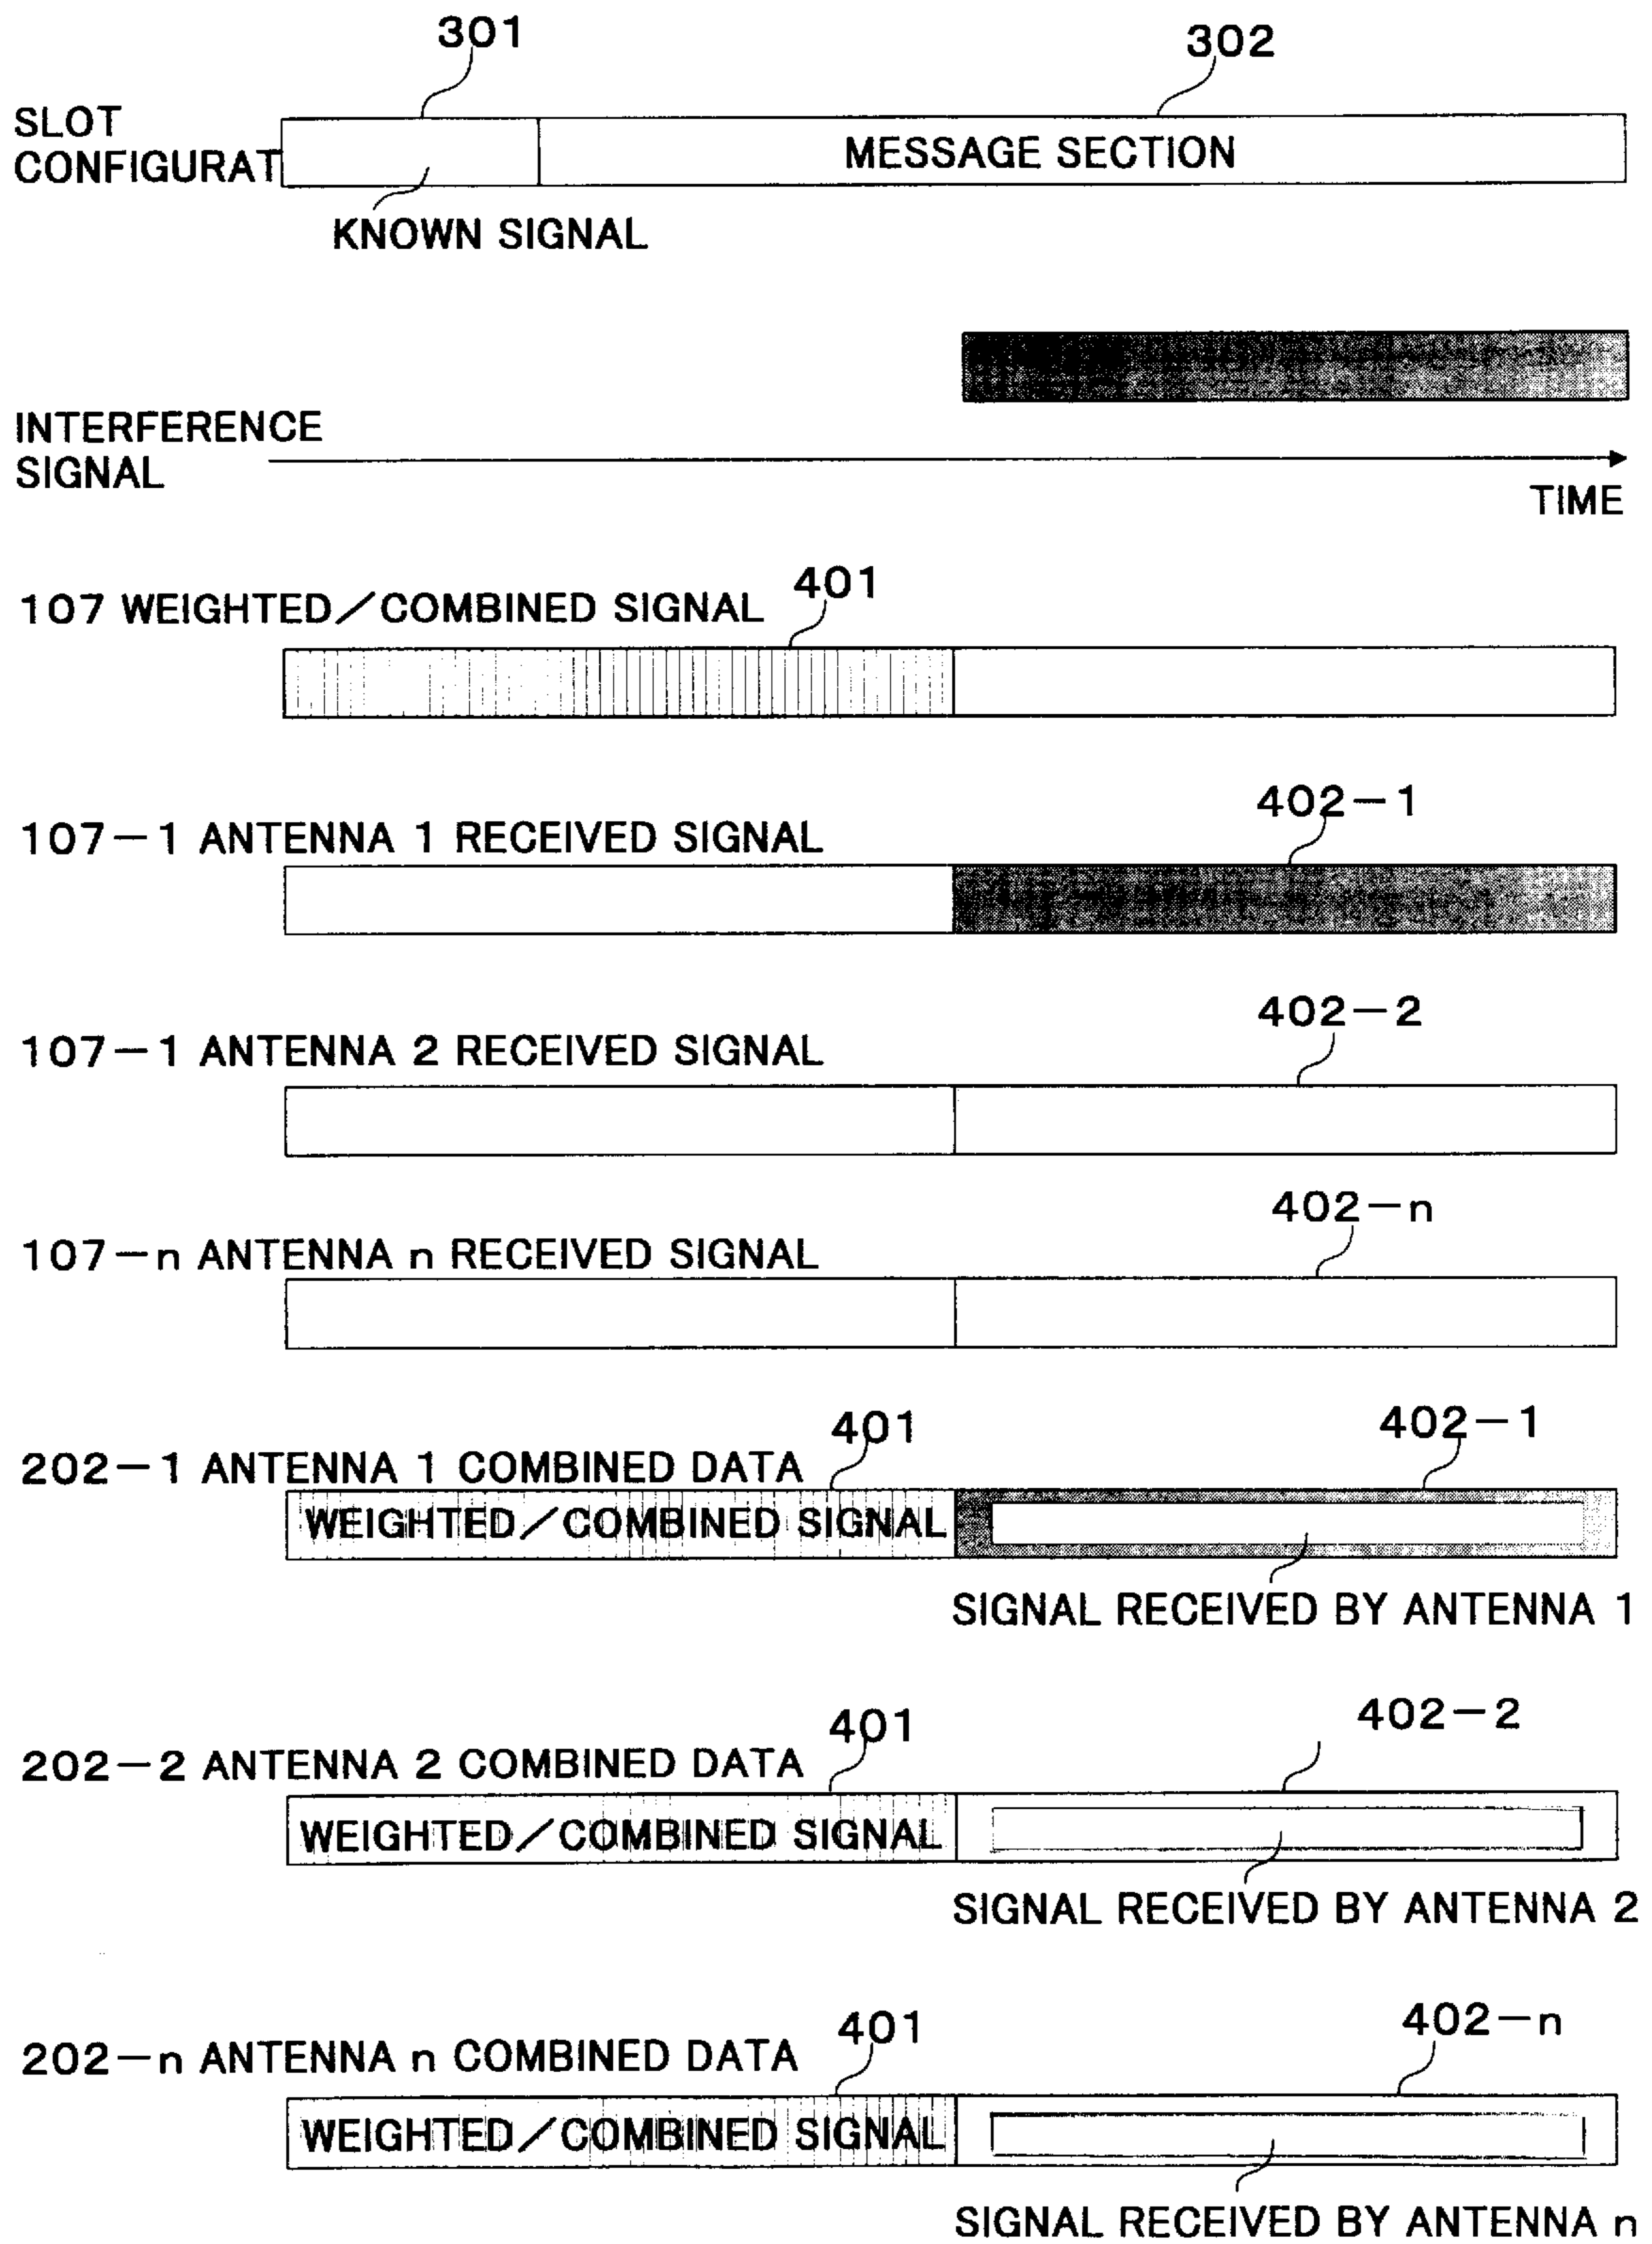 301
302
SLOT
CONFIGURAT
MESSAGE SECTION
KNOWN SIGNAL
INTERFERENCE
SIGNAL
TIME
107 WEIGHTED/COMBINED SIGNAL
401
107-1 ANTENNA 1 RECEIVED SIGNAL
402-1
107-1 ANTENNA 2 RECEIVED SIGNAL
402-2
107-n ANTENNA n RECEIVED SIGNAL
402-n
202-1 ANTENNA 1 COMBINED DATA
401
402-1
WEIGHTED/COMBINED SIGNAL
SIGNAL RECEIVED BY ANTENNA 1
202-2 ANTENNA 2 COMBINED DATA
401
402-2
WEIGHTED/COMBINED SIGNAL
SIGNAL RECEIVED BY ANTENNA 2
202-n ANTENNA n COMBINED DATA
401
402-n
WEIGHTED/COMBINED SIGNAL
SIGNAL RECEIVED BY ANTENNA n